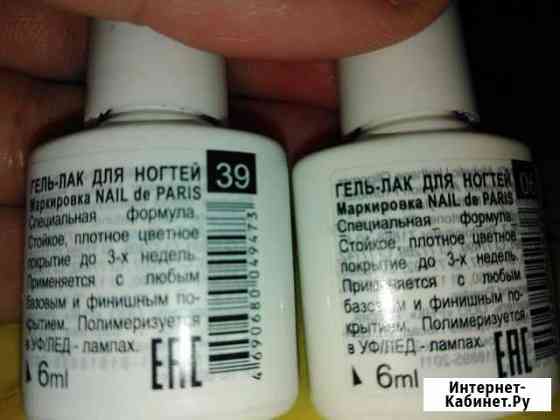 ГЕЛЬ-ЛАК ДЛЯ НОГТЕЙ 39
Маркировка NAIL de PARIS
Специальная формула.
Стойкое, плотное цветное
покрытие до 3-х недель.
Применяется с любым
базовым и финишным по-
крытием. Полимеризуется
в УФ/ЛЕД - лампах.
6ml
EAC
4690680049473
ГЕЛЬ-ЛАК ДЛЯ НОГТЕЙ 06
Маркировка NAIL de PARIS
Специальная формула.
Стойкое, плотное цветное
покрытие до 3-х недель.
Применяется с любым
базовым и финишным по-
крытием. Полимеризуется
в УФ/ЛЕД - лампах.
6ml
EAC
Интернет-
Кабинет.Ру